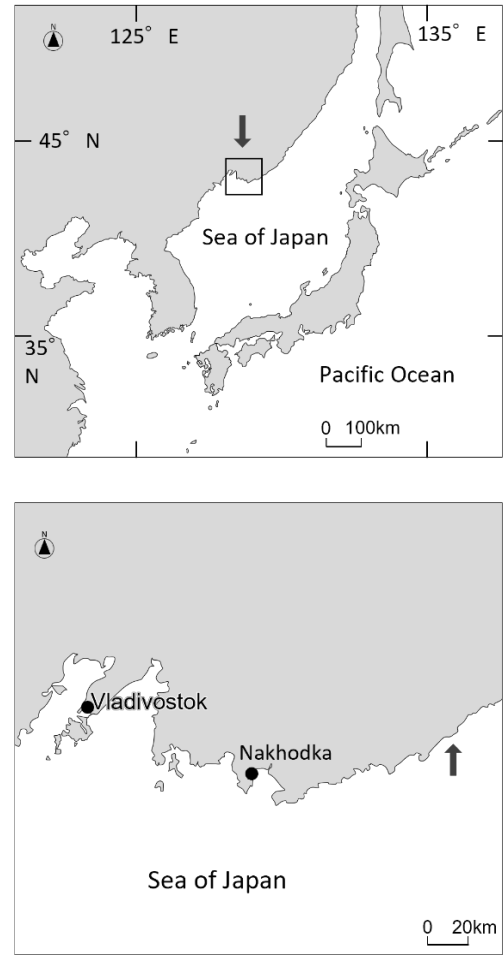 N
125° E
135° E
45° N
Sea of Japan
35°
N
Pacific Ocean
0 100km
N
Vladivostok
Nakhodka
Sea of Japan
0 20km